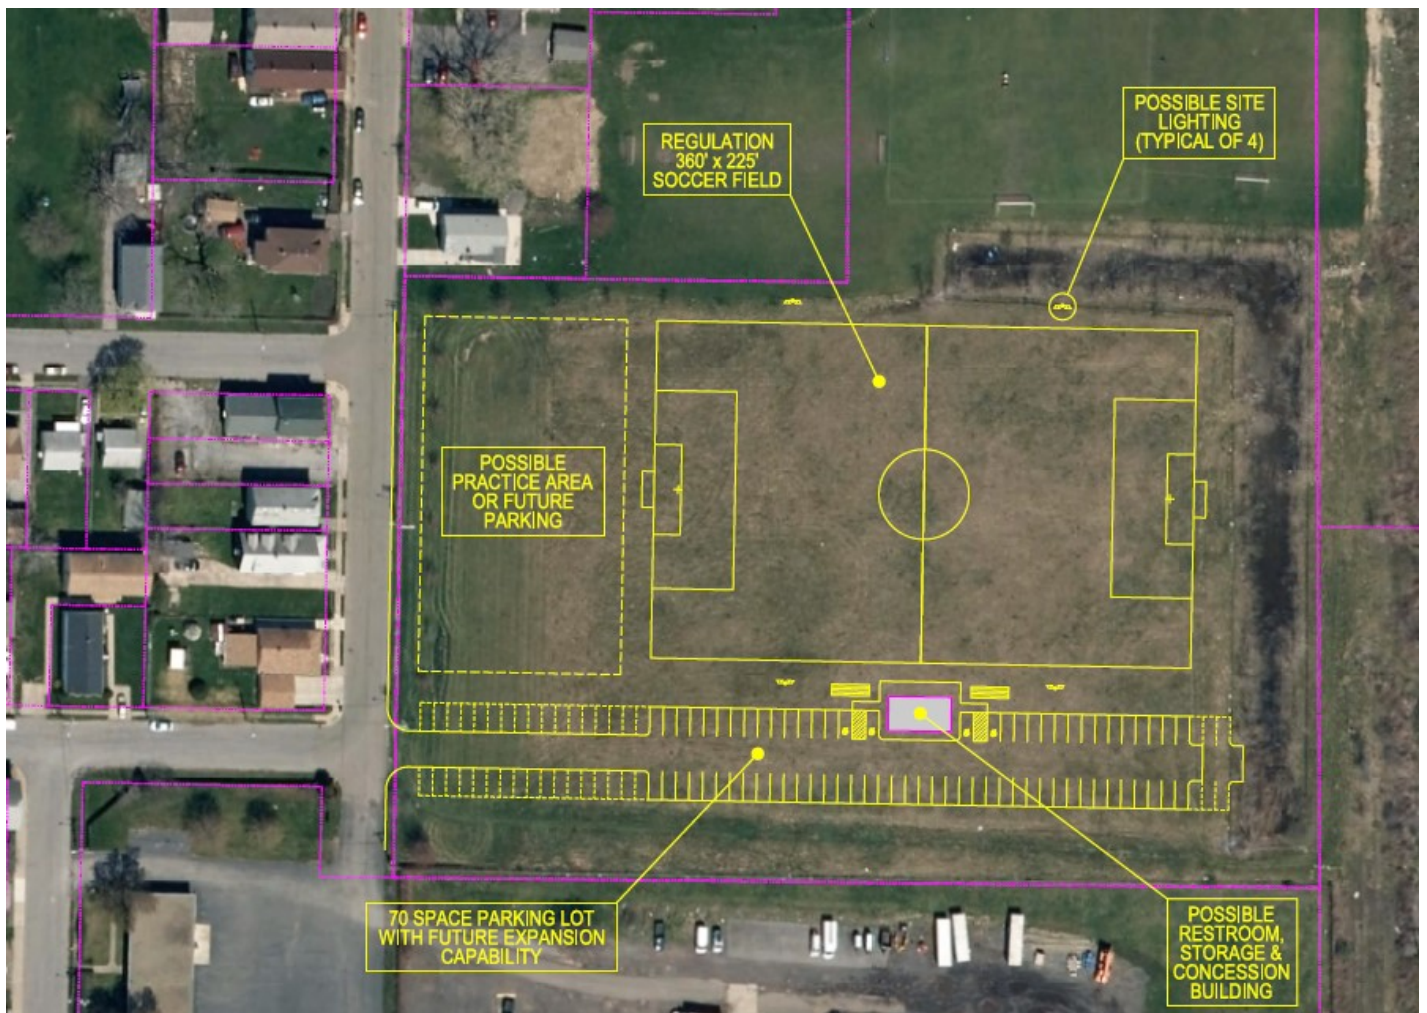 POSSIBLE SITE
LIGHTING
(TYPICAL OF 4)
REGULATION
360' x 225'
SOCCER FIELD
POSSIBLE
PRACTICE AREA
OR FUTURE
PARKING
70 SPACE PARKING LOT
WITH FUTURE EXPANSION
CAPABILITY
POSSIBLE
RESTROOM,
STORAGE &
CONCESSION
BUILDING